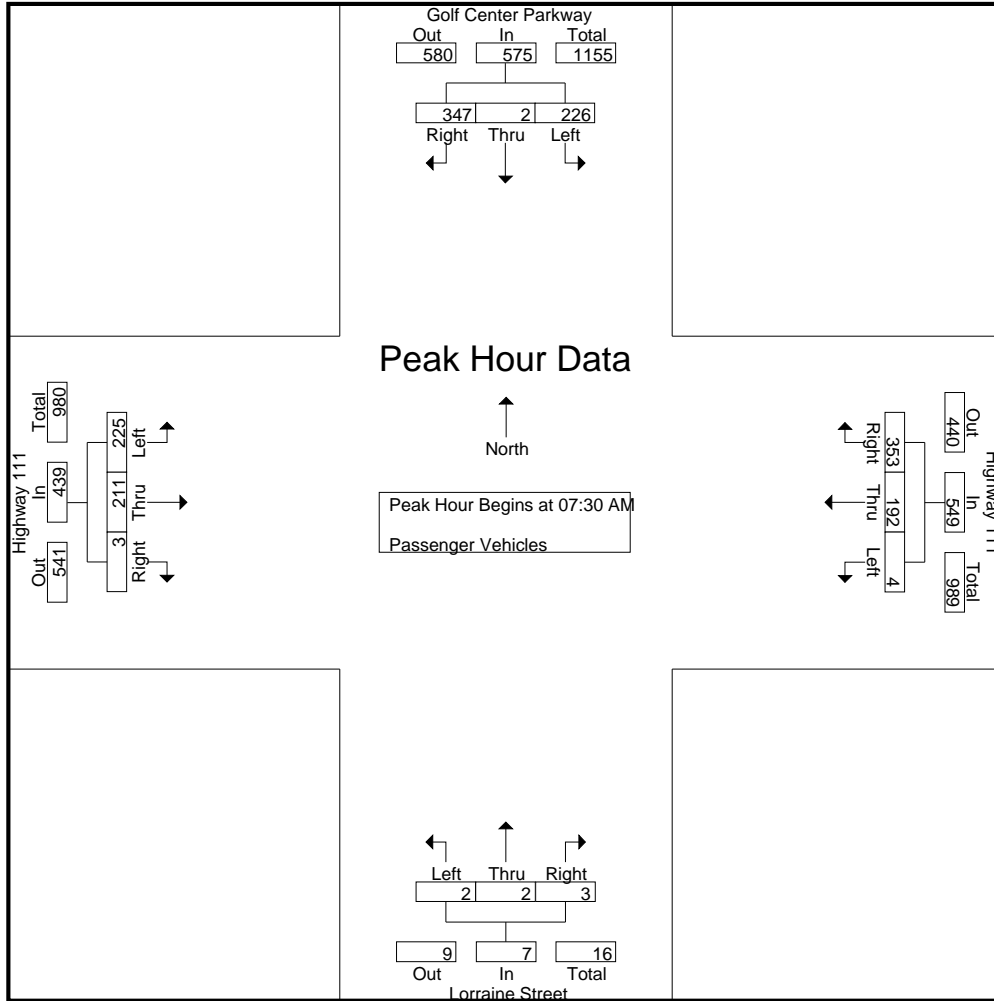 Golf Center Parkway
Out In Total
580 575 1155
347 2 226
Right Thru Left
Peak Hour Data
North
Peak Hour Begins at 07:30 AM
Passenger Vehicles
Highway 111
Total In Out
980 439 541
225 211 3
Left Thru Right
Highway 111
Out In Total
440 549 989
353 192 4
Right Thru Left
Left Thru Right
2 2 3
9 7 16
Out In Total
Lorraine Street